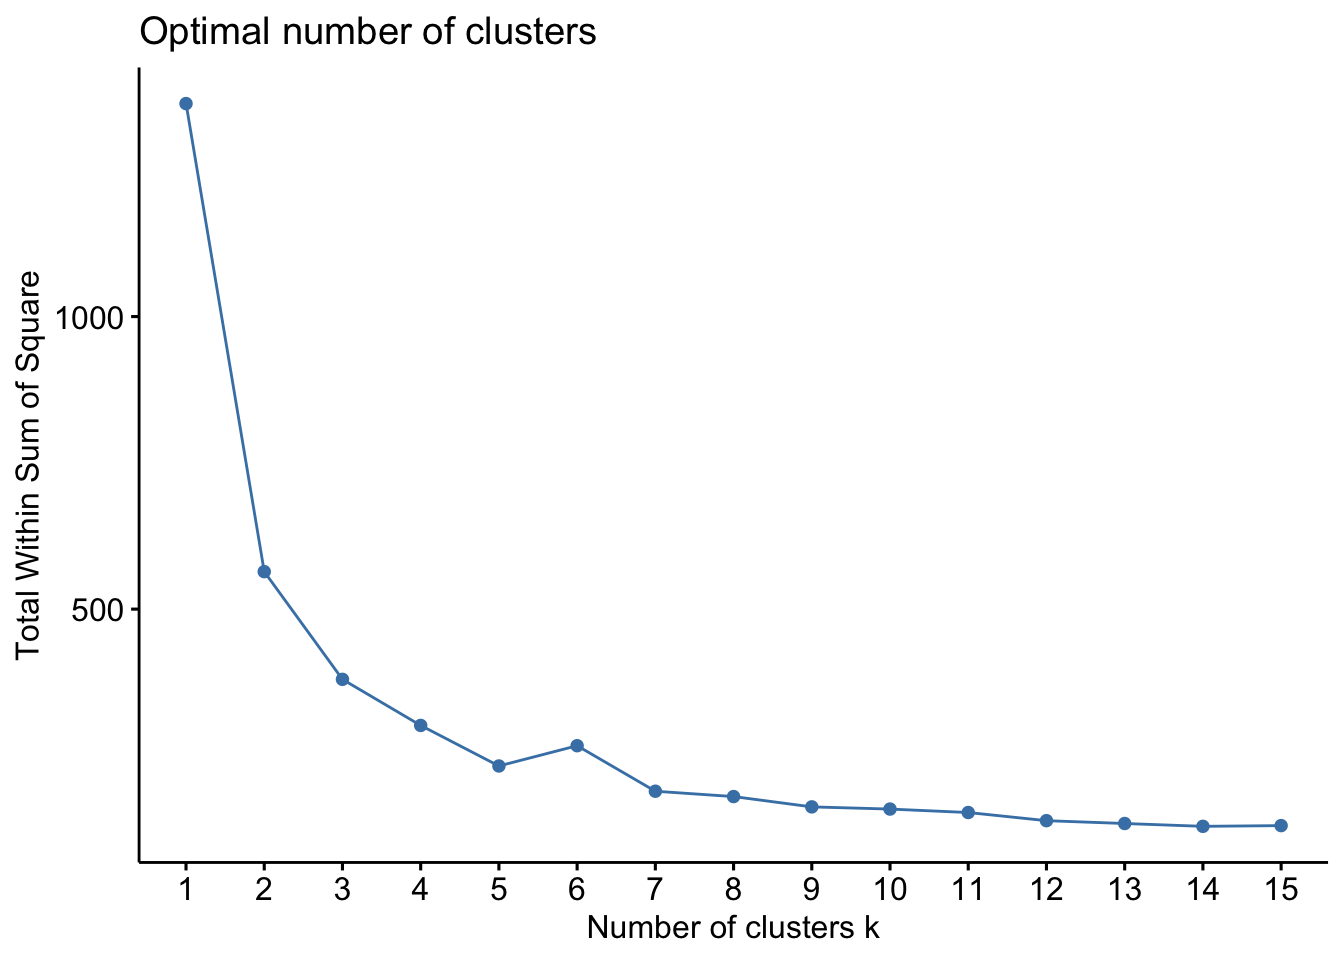 Optimal number of clusters
Total Within Sum of Square
1000
500
1 2 3 4 5 6 7 8 9 10 11 12 13 14 15
Number of clusters k